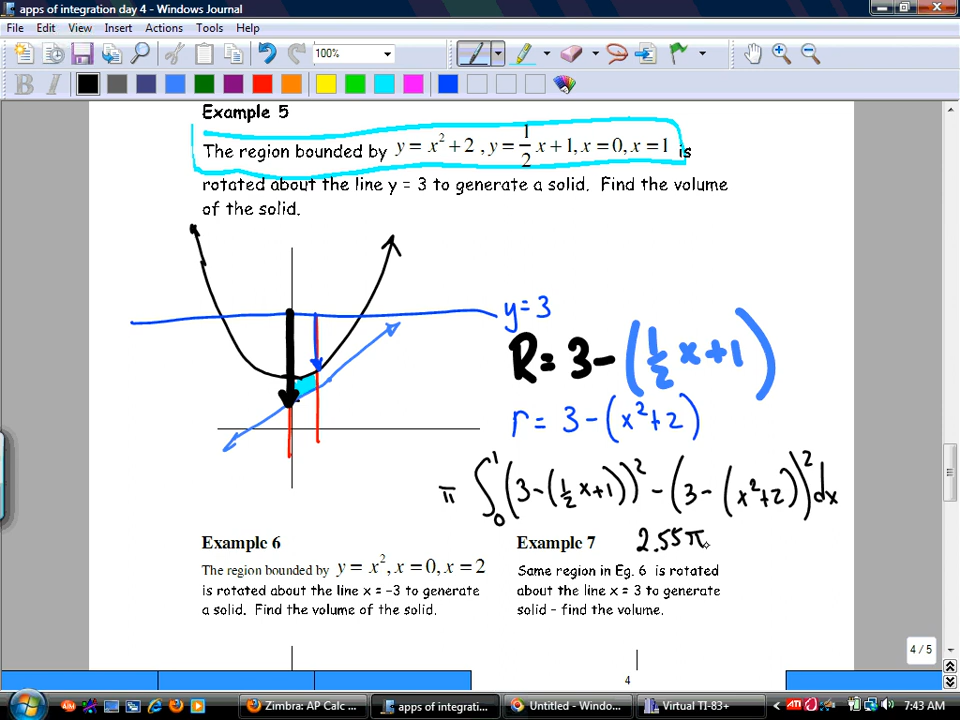 apps of integration day 4 - Windows Journal
File Edit View Insert Actions Tools Help
100%
B I
Example 5
The region bounded by y = x² + 2 , y = 1/2 x + 1, x = 0, x = 1 is
rotated about the line y = 3 to generate a solid. Find the volume
of the solid.
y = 3
R = 3 - (1/2 x + 1)
r = 3 - (x² + 2)
π ∫₀¹ (3 - (1/2 x + 1))² - (3 - (x² + 2))² dx
2.55π
Example 6
The region bounded by y = x², x = 0, x = 2
is rotated about the line x = -3 to generate
a solid. Find the volume of the solid.
Example 7
Same region in Eg. 6 is rotated
about the line x = 3 to generate
solid - find the volume.
4
4 / 5
Zimbra: AP Calc ...
apps of integrati...
Untitled - Windo...
Virtual TI-83+
7:43 AM